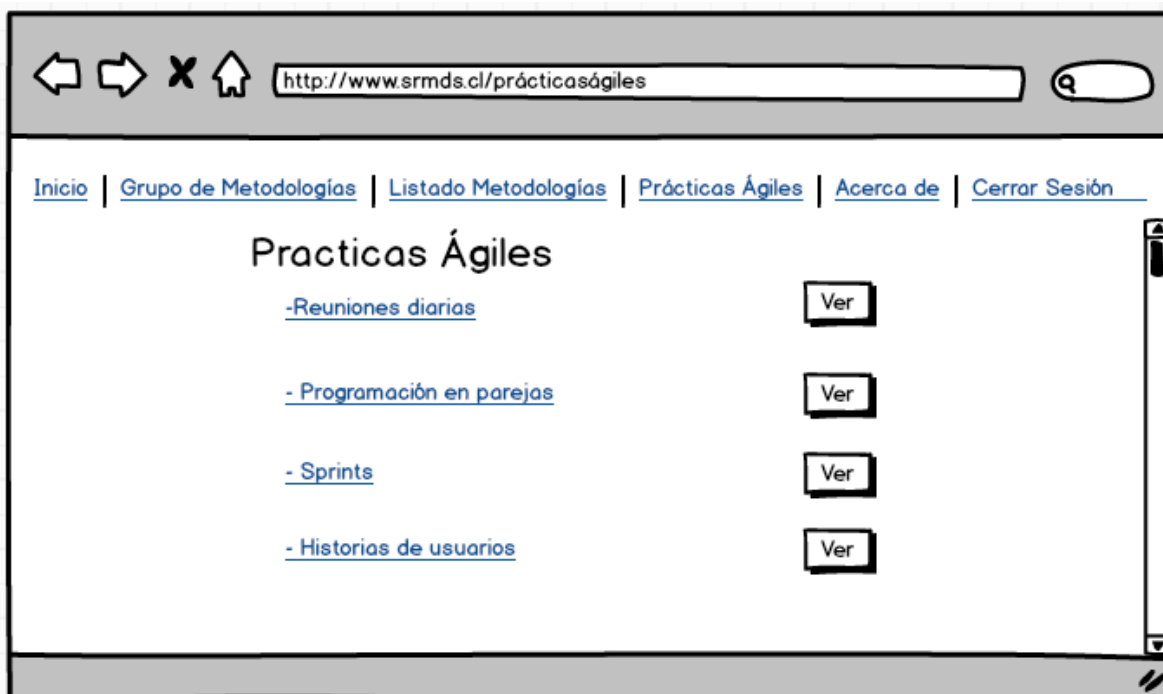 http://www.srmds.cl/prácticaságiles
Inicio | Grupo de Metodologías | Listado Metodologías | Prácticas Ágiles | Acerca de | Cerrar Sesión
Practicas Ágiles
-Reuniones diarias Ver
- Programación en parejas Ver
- Sprints Ver
- Historias de usuarios Ver